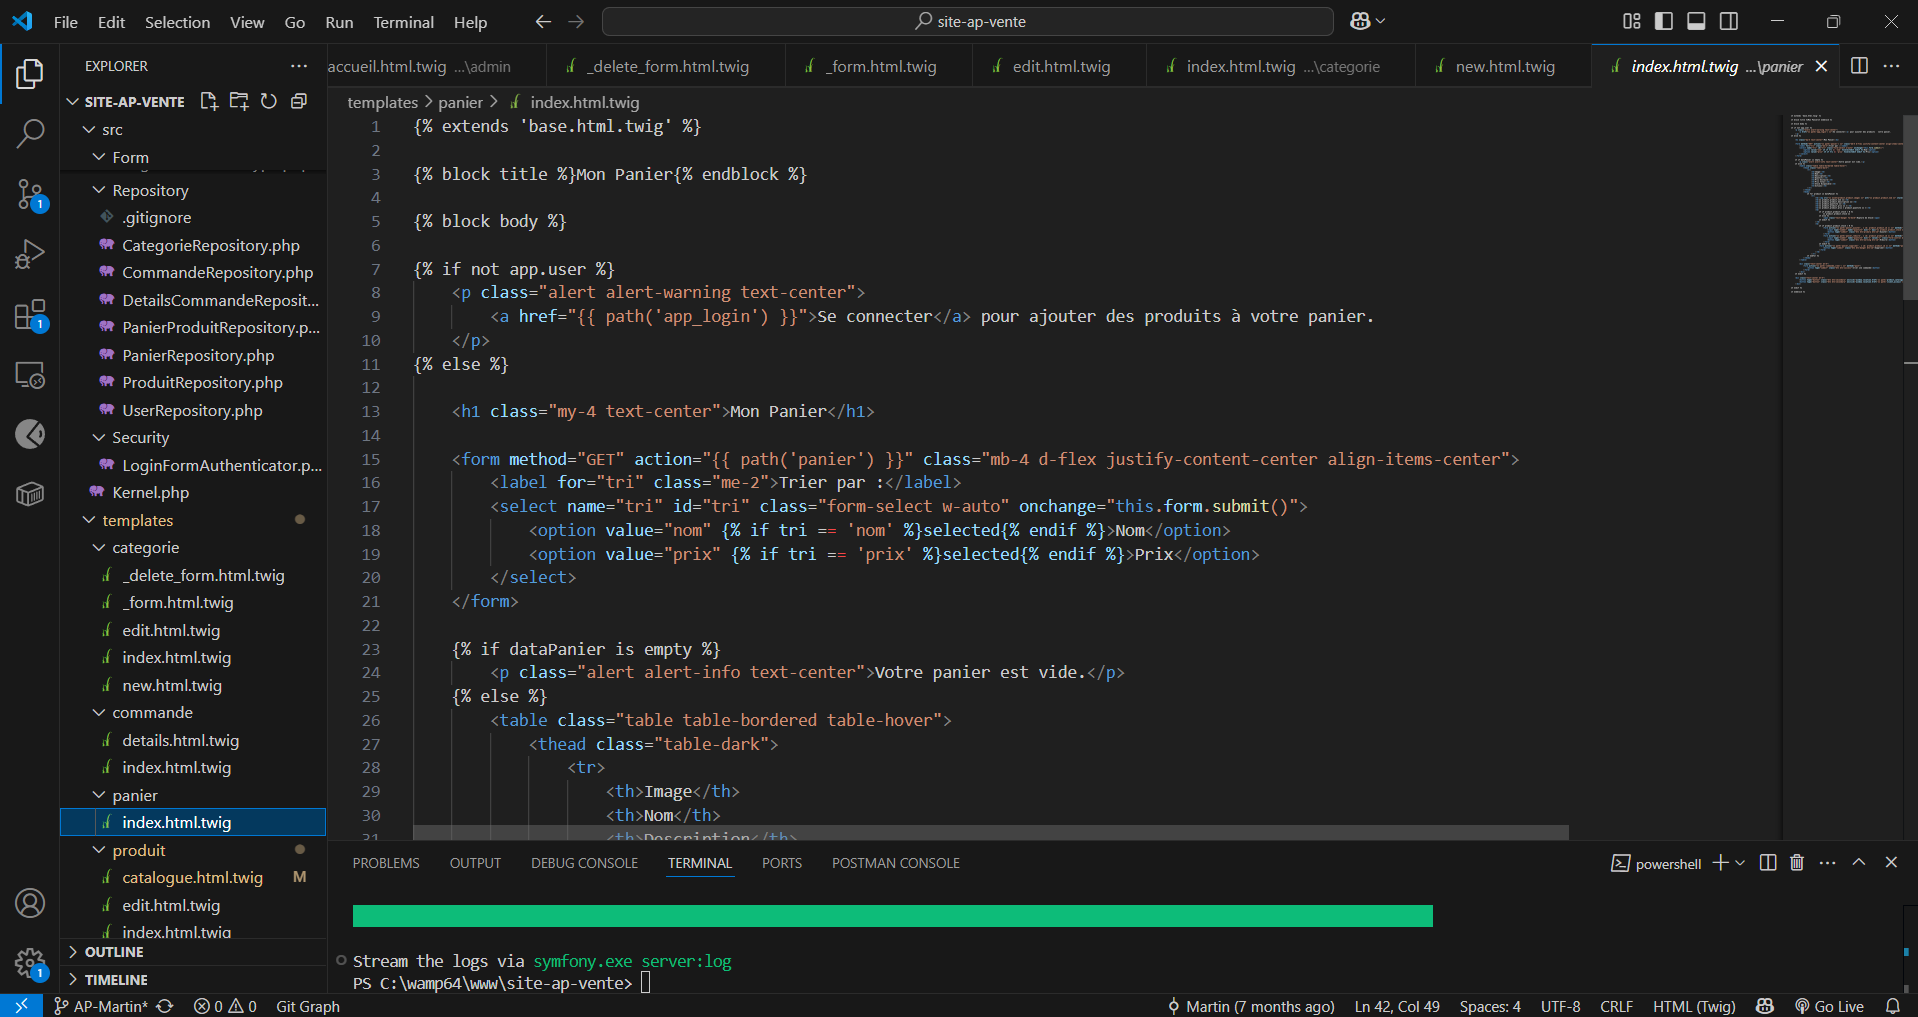 File Edit Selection View Go Run Terminal Help
site-ap-vente
EXPLORER
accueil.html.twig ...\admin
_delete_form.html.twig
_form.html.twig
edit.html.twig
index.html.twig ...\categorie
new.html.twig
index.html.twig ...\panier
SITE-AP-VENTE
src
Form
Repository
.gitignore
CategorieRepository.php
CommandeRepository.php
DetailsCommandeReposit...
PanierProduitRepository.p...
PanierRepository.php
ProduitRepository.php
UserRepository.php
Security
LoginFormAuthenticator.p...
Kernel.php
templates
categorie
_delete_form.html.twig
_form.html.twig
edit.html.twig
index.html.twig
new.html.twig
commande
details.html.twig
index.html.twig
panier
index.html.twig
produit
catalogue.html.twig M
edit.html.twig
index.html.twig
OUTLINE
TIMELINE
1
1
1
templates > panier > index.html.twig
1 {% extends 'base.html.twig' %}
2
3 {% block title %}Mon Panier{% endblock %}
4
5 {% block body %}
6
7 {% if not app.user %}
8 <p class="alert alert-warning text-center">
9 <a href="{{ path('app_login') }}">Se connecter</a> pour ajouter des produits à votre panier.
10 </p>
11 {% else %}
12
13 <h1 class="my-4 text-center">Mon Panier</h1>
14
15 <form method="GET" action="{{ path('panier') }}" class="mb-4 d-flex justify-content-center align-items-center">
16 <label for="tri" class="me-2">Trier par :</label>
17 <select name="tri" id="tri" class="form-select w-auto" onchange="this.form.submit()">
18 <option value="nom" {% if tri == 'nom' %}selected{% endif %}>Nom</option>
19 <option value="prix" {% if tri == 'prix' %}selected{% endif %}>Prix</option>
20 </select>
21 </form>
22
23 {% if dataPanier is empty %}
24 <p class="alert alert-info text-center">Votre panier est vide.</p>
25 {% else %}
26 <table class="table table-bordered table-hover">
27 <thead class="table-dark">
28 <tr>
29 <th>Image</th>
30 <th>Nom</th>
31 <th>Description</th>
PROBLEMS OUTPUT DEBUG CONSOLE TERMINAL PORTS POSTMAN CONSOLE
powershell
Stream the logs via symfony.exe server:log
PS C:\wamp64\www\site-ap-vente>
AP-Martin* 0 0 Git Graph Martin (7 months ago) Ln 42, Col 49 Spaces: 4 UTF-8 CRLF HTML (Twig) Go Live